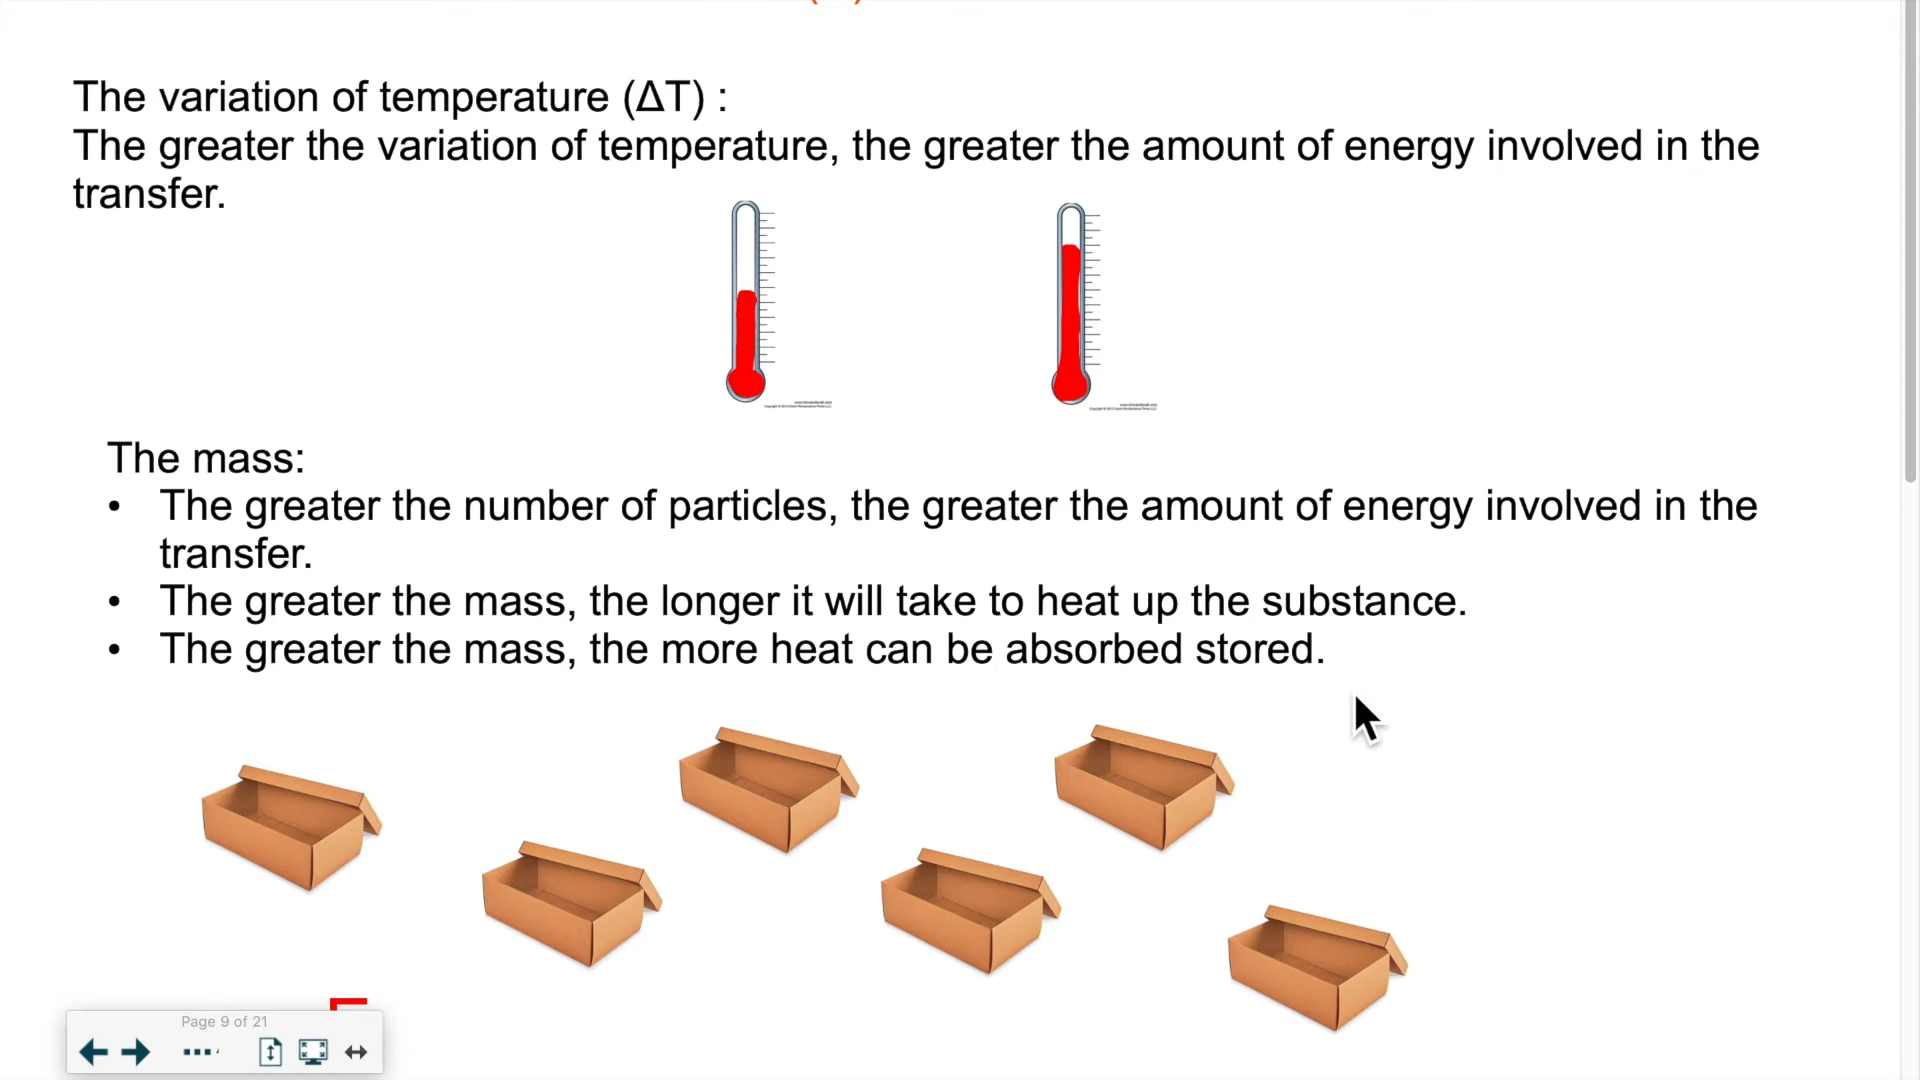 The variation of temperature (ΔT) :
The greater the variation of temperature, the greater the amount of energy involved in the
transfer.
The mass:
• The greater the number of particles, the greater the amount of energy involved in the
transfer.
• The greater the mass, the longer it will take to heat up the substance.
• The greater the mass, the more heat can be absorbed stored.
Page 9 of 21